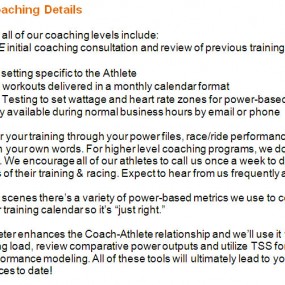 aching Details
all of our coaching levels include:
E initial coaching consultation and review of previous training
setting specific to the Athlete
workouts delivered in a monthly calendar format
Testing to set wattage and heart rate zones for power-based
y available during normal business hours by email or phone
r your training through your power files, race/ride performanc
n your own words. For higher level coaching programs, we do
. We encourage all of our athletes to call us once a week to d
s of their training & racing. Expect to hear from us frequently a
scenes there's a variety of power-based metrics we use to co
r training calendar so it's "just right."
eter enhances the Coach-Athlete relationship and we'll use it
ng load, review comparative power outputs and utilize TSS for
formance modeling. All of these tools will ultimately lead to yo
ces to date!